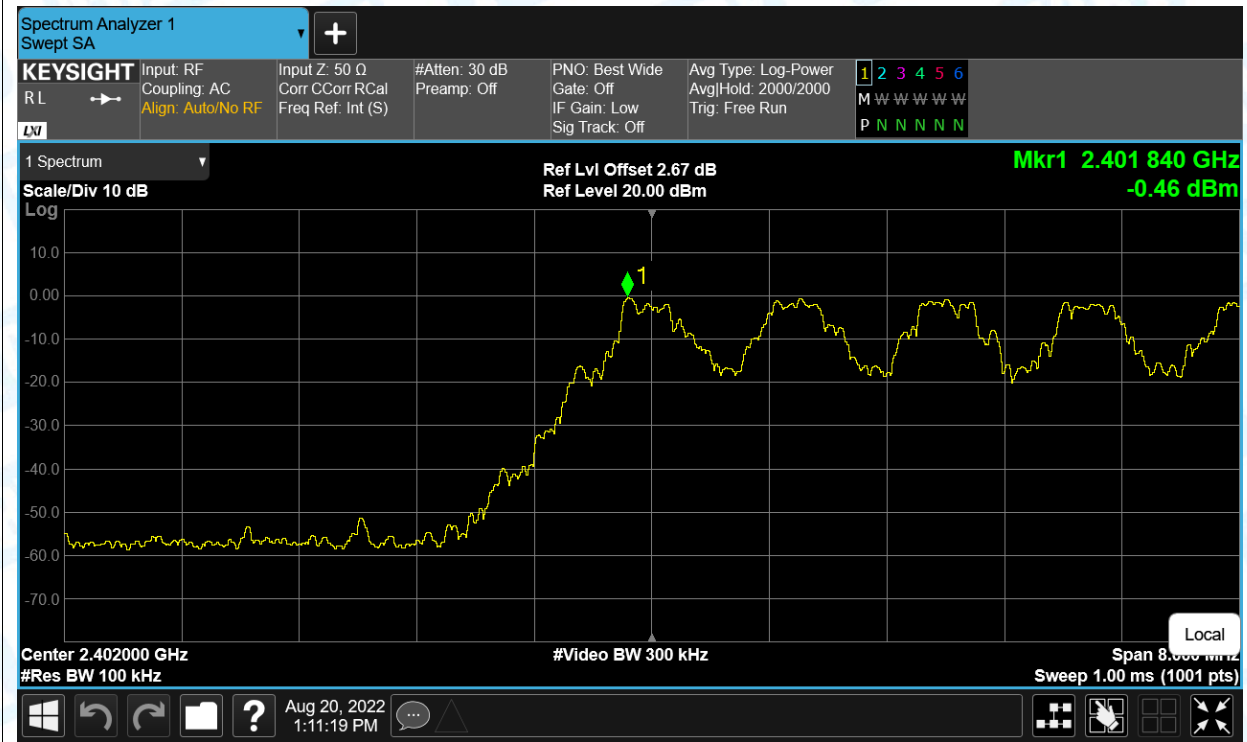 Spectrum Analyzer 1
Swept SA
KEYSIGHT
R L
LXI
Input: RF
Coupling: AC
Align: Auto/No RF
Input Z: 50 Ω
Corr CCorr RCal
Freq Ref: Int (S)
#Atten: 30 dB
Preamp: Off
PNO: Best Wide
Gate: Off
IF Gain: Low
Sig Track: Off
Avg Type: Log-Power
Avg|Hold: 2000/2000
Trig: Free Run
1 2 3 4 5 6
M W W W W W
P N N N N N N
1 Spectrum
Scale/Div 10 dB
Log
Ref Lvl Offset 2.67 dB
Ref Level 20.00 dBm
Mkr1 2.401 840 GHz
-0.46 dBm
1
10.0
0.00
-10.0
-20.0
-30.0
-40.0
-50.0
-60.0
-70.0
Local
Center 2.402000 GHz
#Video BW 300 kHz
Span 8.000 MHz
#Res BW 100 kHz
Sweep 1.00 ms (1001 pts)
?
Aug 20, 2022
1:11:19 PM